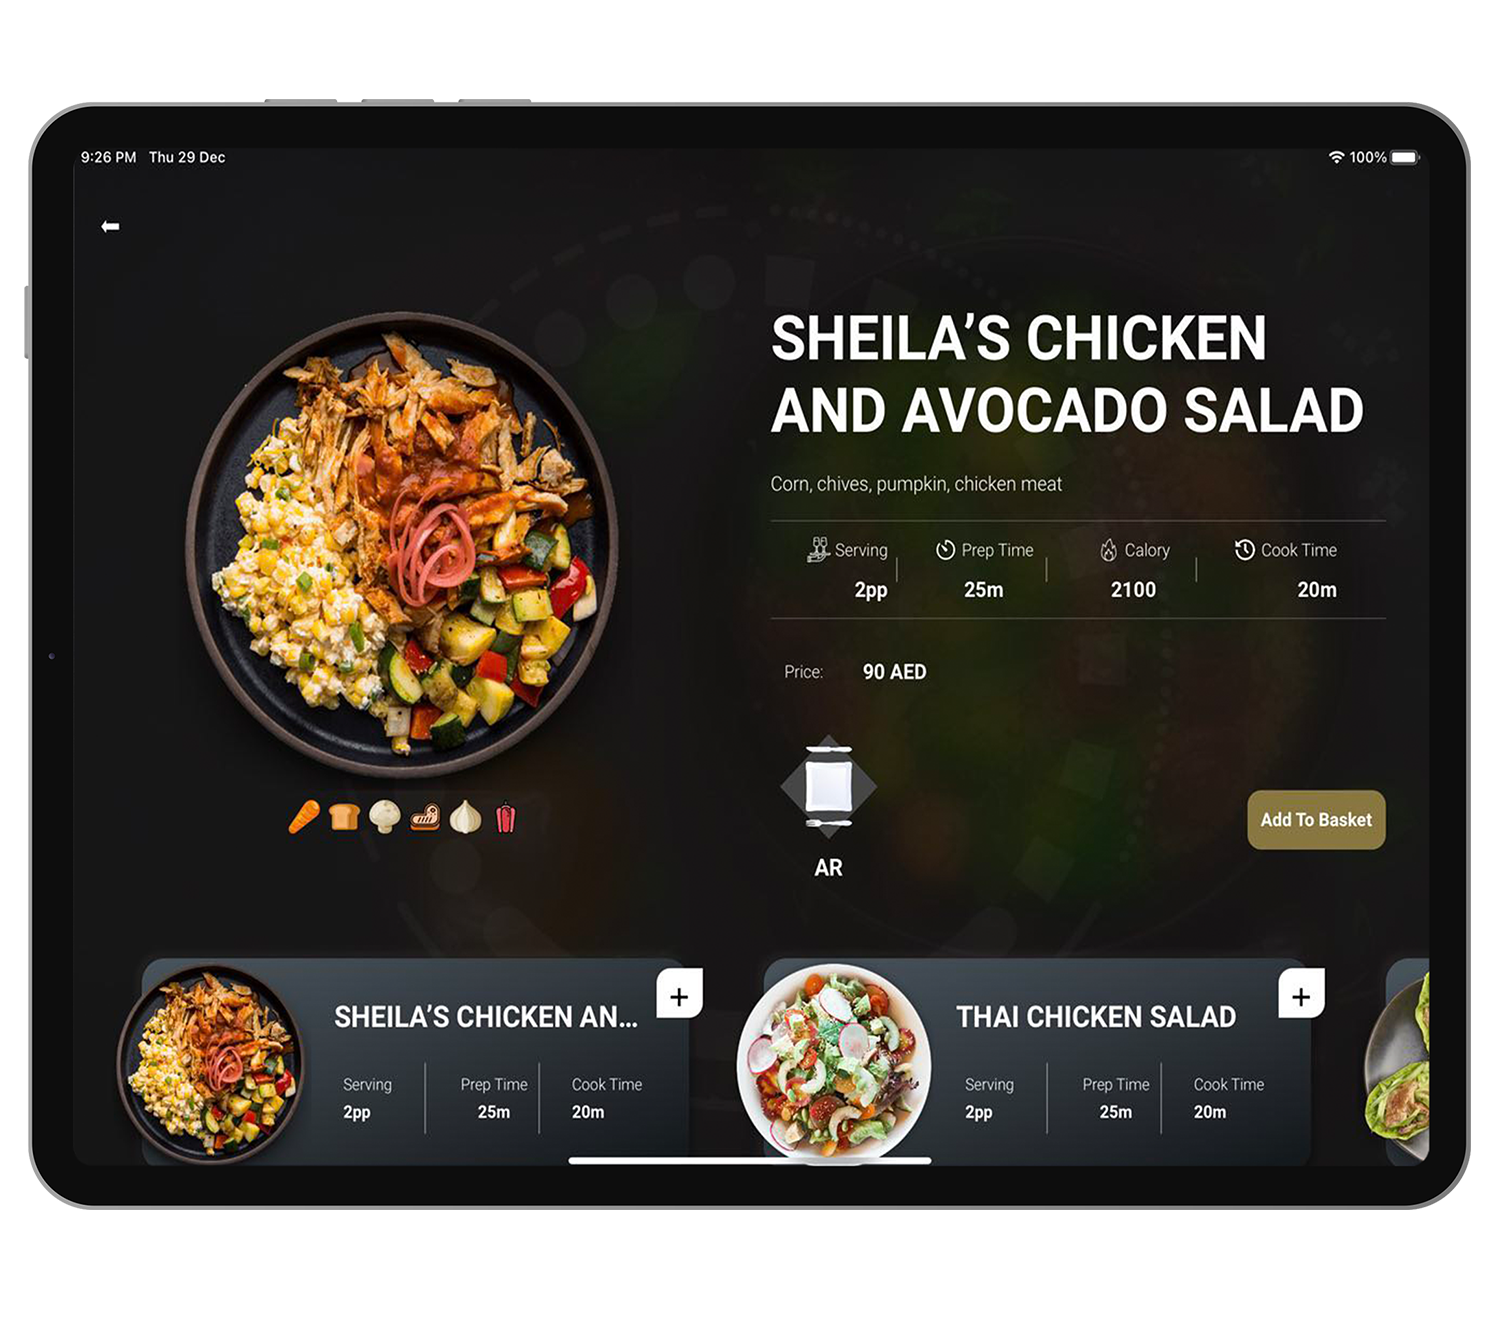 9:26 PM Thu 29 Dec
100%
SHEILA’S CHICKEN
AND AVOCADO SALAD
Corn, chives, pumpkin, chicken meat
Serving Prep Time Calory Cook Time
2pp 25m 2100 20m
Price: 90 AED
Add To Basket
AR
SHEILA’S CHICKEN AN...
+
Serving Prep Time Cook Time
2pp 25m 20m
THAI CHICKEN SALAD
+
Serving Prep Time Cook Time
2pp 25m 20m